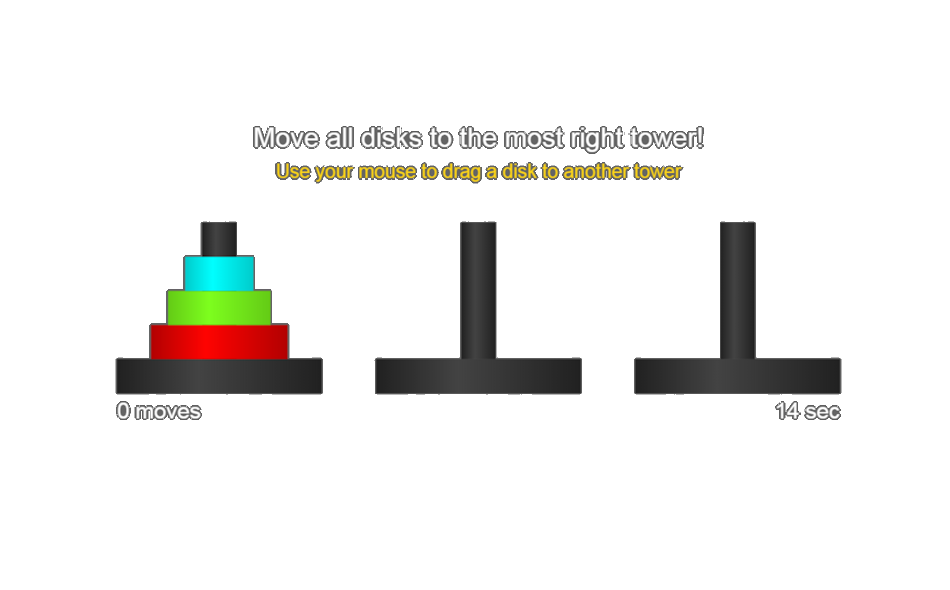 Move all disks to the most right tower!
Use your mouse to drag a disk to another tower
0 moves
14 sec